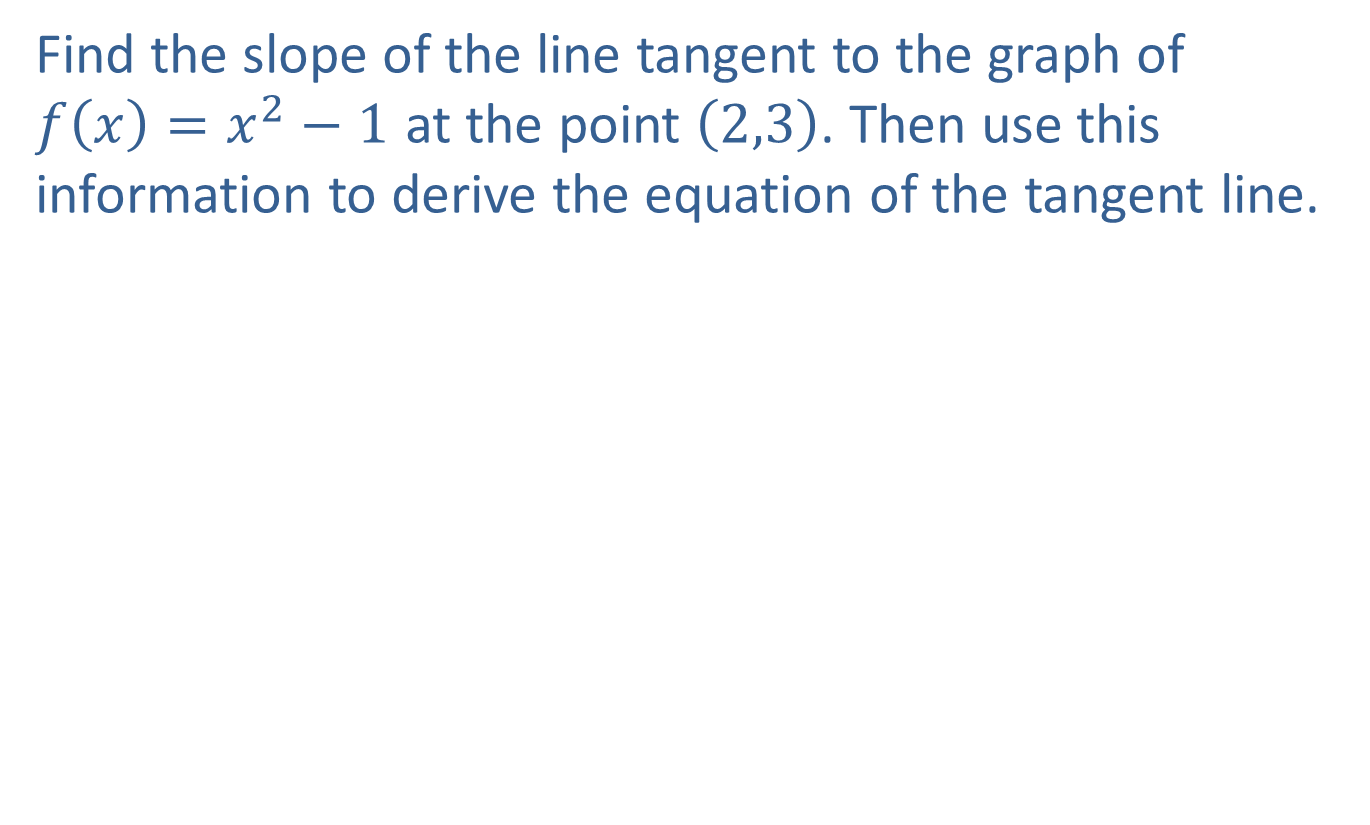 Find the slope of the line tangent to the graph of
𝑓(𝑥) = 𝑥² − 1 at the point (2,3). Then use this
information to derive the equation of the tangent line.